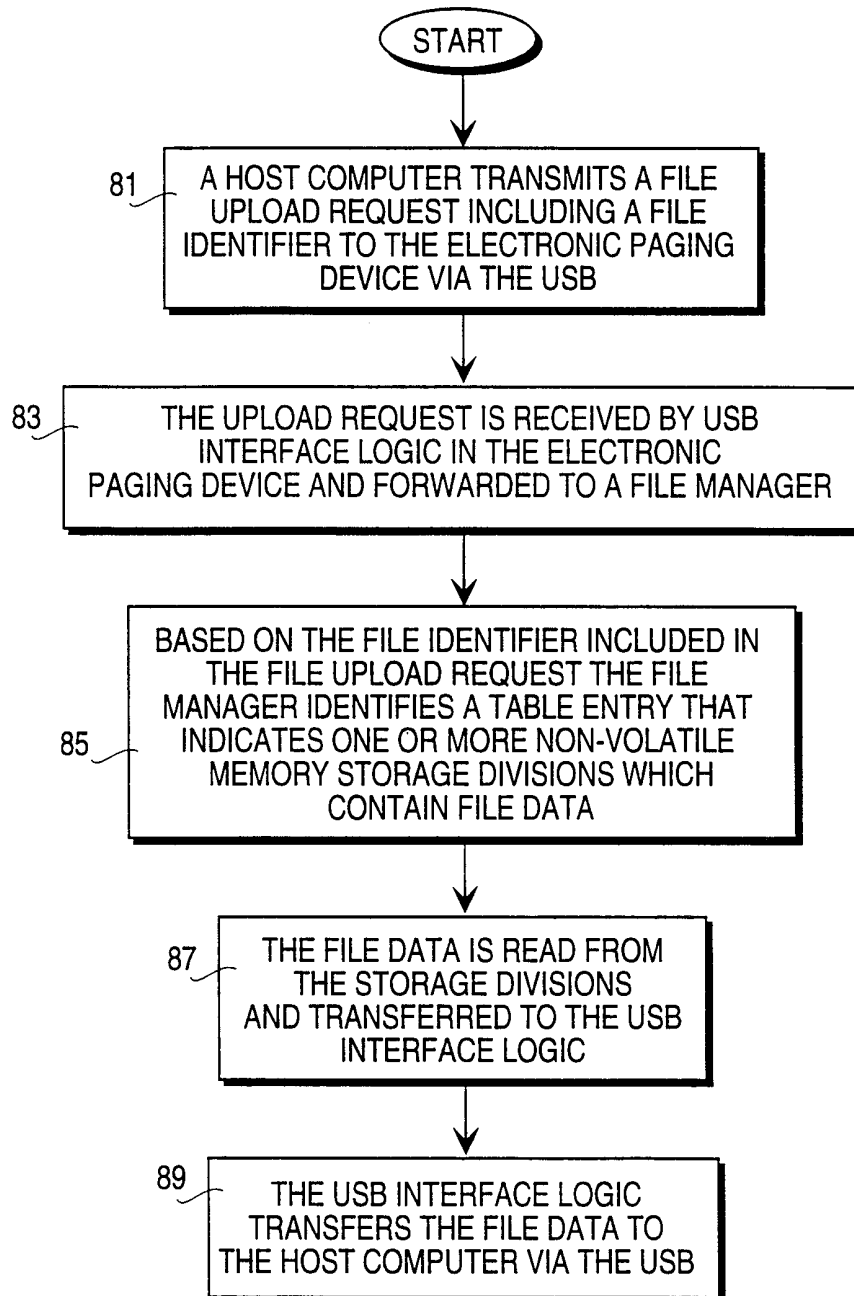 START
81
A HOST COMPUTER TRANSMITS A FILE
UPLOAD REQUEST INCLUDING A FILE
IDENTIFIER TO THE ELECTRONIC PAGING
DEVICE VIA THE USB
83
THE UPLOAD REQUEST IS RECEIVED BY USB
INTERFACE LOGIC IN THE ELECTRONIC
PAGING DEVICE AND FORWARDED TO A FILE MANAGER
85
BASED ON THE FILE IDENTIFIER INCLUDED IN
THE FILE UPLOAD REQUEST THE FILE
MANAGER IDENTIFIES A TABLE ENTRY THAT
INDICATES ONE OR MORE NON-VOLATILE
MEMORY STORAGE DIVISIONS WHICH
CONTAIN FILE DATA
87
THE FILE DATA IS READ FROM
THE STORAGE DIVISIONS
AND TRANSFERRED TO THE USB
INTERFACE LOGIC
89
THE USB INTERFACE LOGIC
TRANSFERS THE FILE DATA TO
THE HOST COMPUTER VIA THE USB